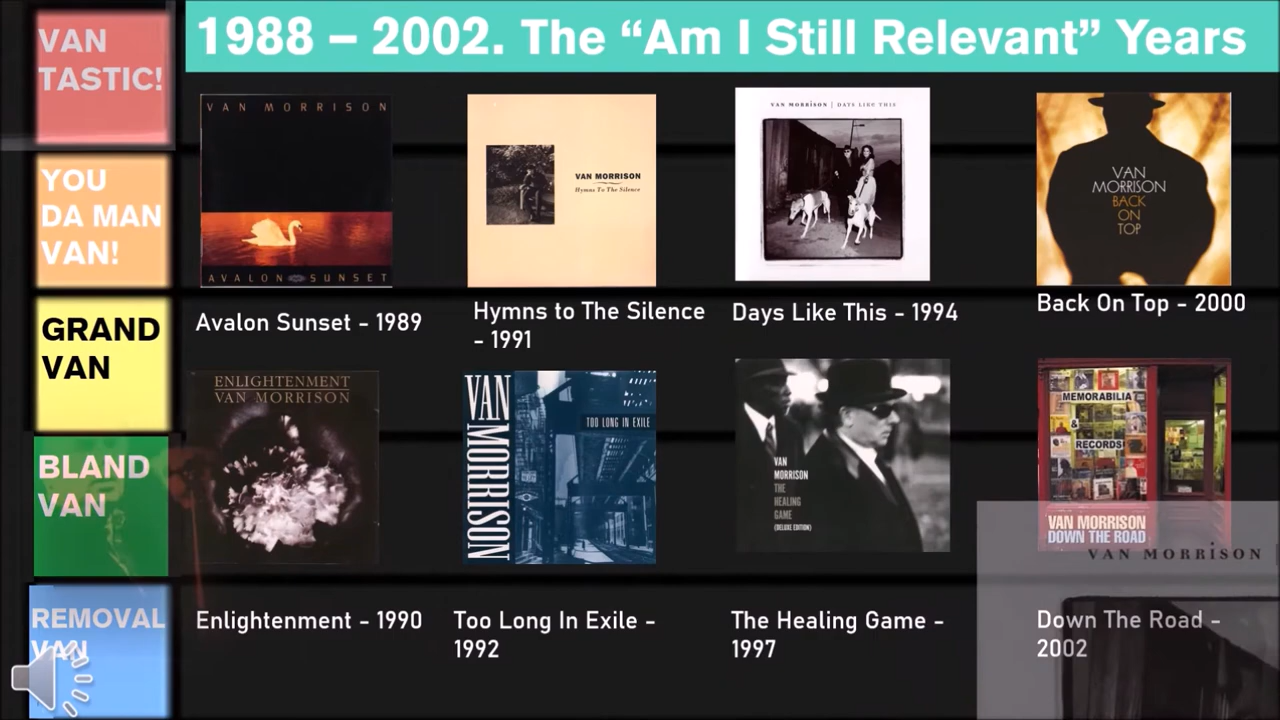 1988 – 2002. The “Am I Still Relevant” Years
VAN
TASTIC!
YOU
DA MAN
VAN!
GRAND
VAN
BLAND
VAN
REMOVAL
VAN
VAN MORRISON
AVALON SUNSET
Avalon Sunset - 1989
VAN MORRISON
Hymns To The Silence
Hymns to The Silence
- 1991
VAN MORRISON | DAYS LIKE THIS
Days Like This - 1994
VAN
MORRISON
BACK
ON
TOP
Back On Top - 2000
ENLIGHTENMENT
VAN MORRISON
Enlightenment - 1990
VAN MORRISON
TOO LONG IN EXILE
Too Long In Exile -
1992
VAN
MORRISON
THE
HEALING
GAME
(DELUXE EDITION)
The Healing Game -
1997
MEMORABILIA
&
RECORDS
VAN MORRISON
DOWN THE ROAD
VAN MORRISON
Down The Road -
2002